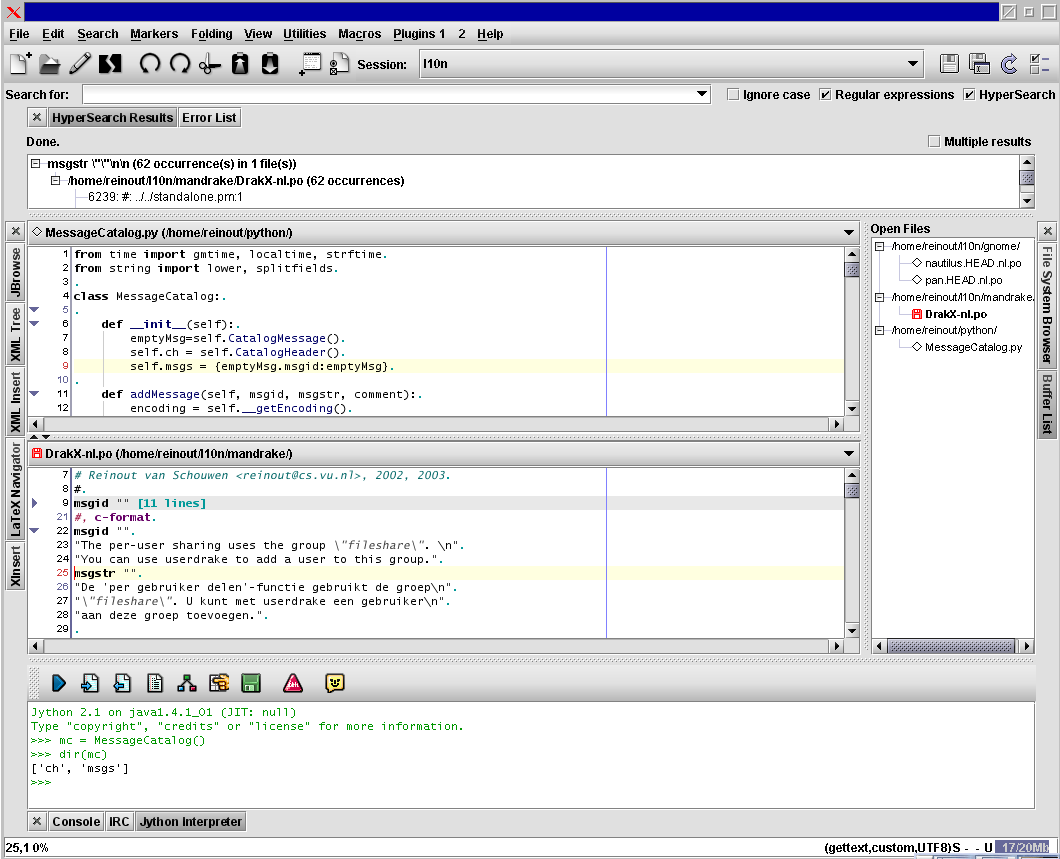 File Edit Search Markers Folding View Utilities Macros Plugins 1 2 Help
Session: l10n
Search for: Ignore case Regular expressions HyperSearch
HyperSearch Results Error List
Done. Multiple results
msgstr \"\"\n\n (62 occurrence(s) in 1 file(s))
/home/reinout/l10n/mandrake/DrakX-nl.po (62 occurrences)
6239: #: ../../standalone.pm:1
JBrowse
XML Tree
XML Insert
LaTeX Navigator
XInsert
MessageCatalog.py (/home/reinout/python/)
1 from time import gmtime, localtime, strftime.
2 from string import lower, splitfields.
3 .
4 class MessageCatalog:.
5 .
6 def __init__(self):.
7 emptyMsg=self.CatalogMessage().
8 self.ch = self.CatalogHeader().
9 self.msgs = {emptyMsg.msgid:emptyMsg}.
10 .
11 def addMessage(self, msgid, msgstr, comment):.
12 encoding = self.__getEncoding().
DrakX-nl.po (/home/reinout/l10n/mandrake/)
7 # Reinout van Schouwen <reinout@cs.vu.nl>, 2002, 2003.
8 #.
9 msgid "" [11 lines]
21 #, c-format.
22 msgid "".
23 "The per-user sharing uses the group \"fileshare\". \n".
24 "You can use userdrake to add a user to this group.".
25 msgstr "".
26 "De 'per gebruiker delen'-functie gebruikt de groep\n".
27 "\"fileshare\". U kunt met userdrake een gebruiker\n".
28 "aan deze groep toevoegen.".
29 .
Open Files
/home/reinout/l10n/gnome/
nautilus.HEAD.nl.po
pan.HEAD.nl.po
/home/reinout/l10n/mandrake.
DrakX-nl.po
/home/reinout/python/
MessageCatalog.py
File System Browser
Buffer List
Jython 2.1 on java1.4.1_01 (JIT: null)
Type "copyright", "credits" or "license" for more information.
>>> mc = MessageCatalog()
>>> dir(mc)
['ch', 'msgs']
>>>
Console IRC Jython Interpreter
25,1 0% (gettext,custom,UTF8)S - - U 17/20Mb